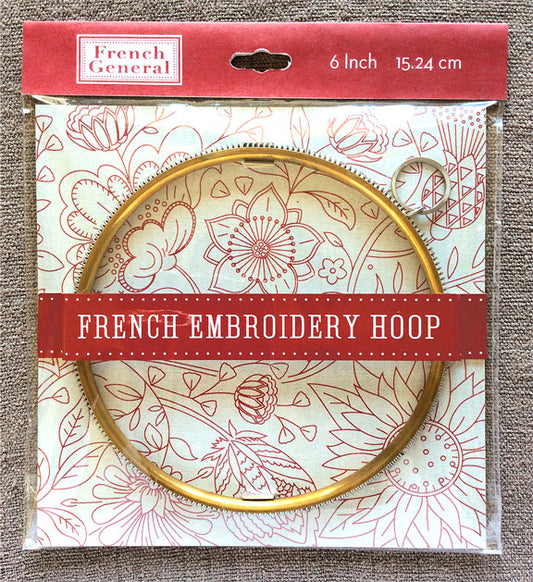 French
General
6 Inch 15.24 cm
FRENCH EMBROIDERY HOOP